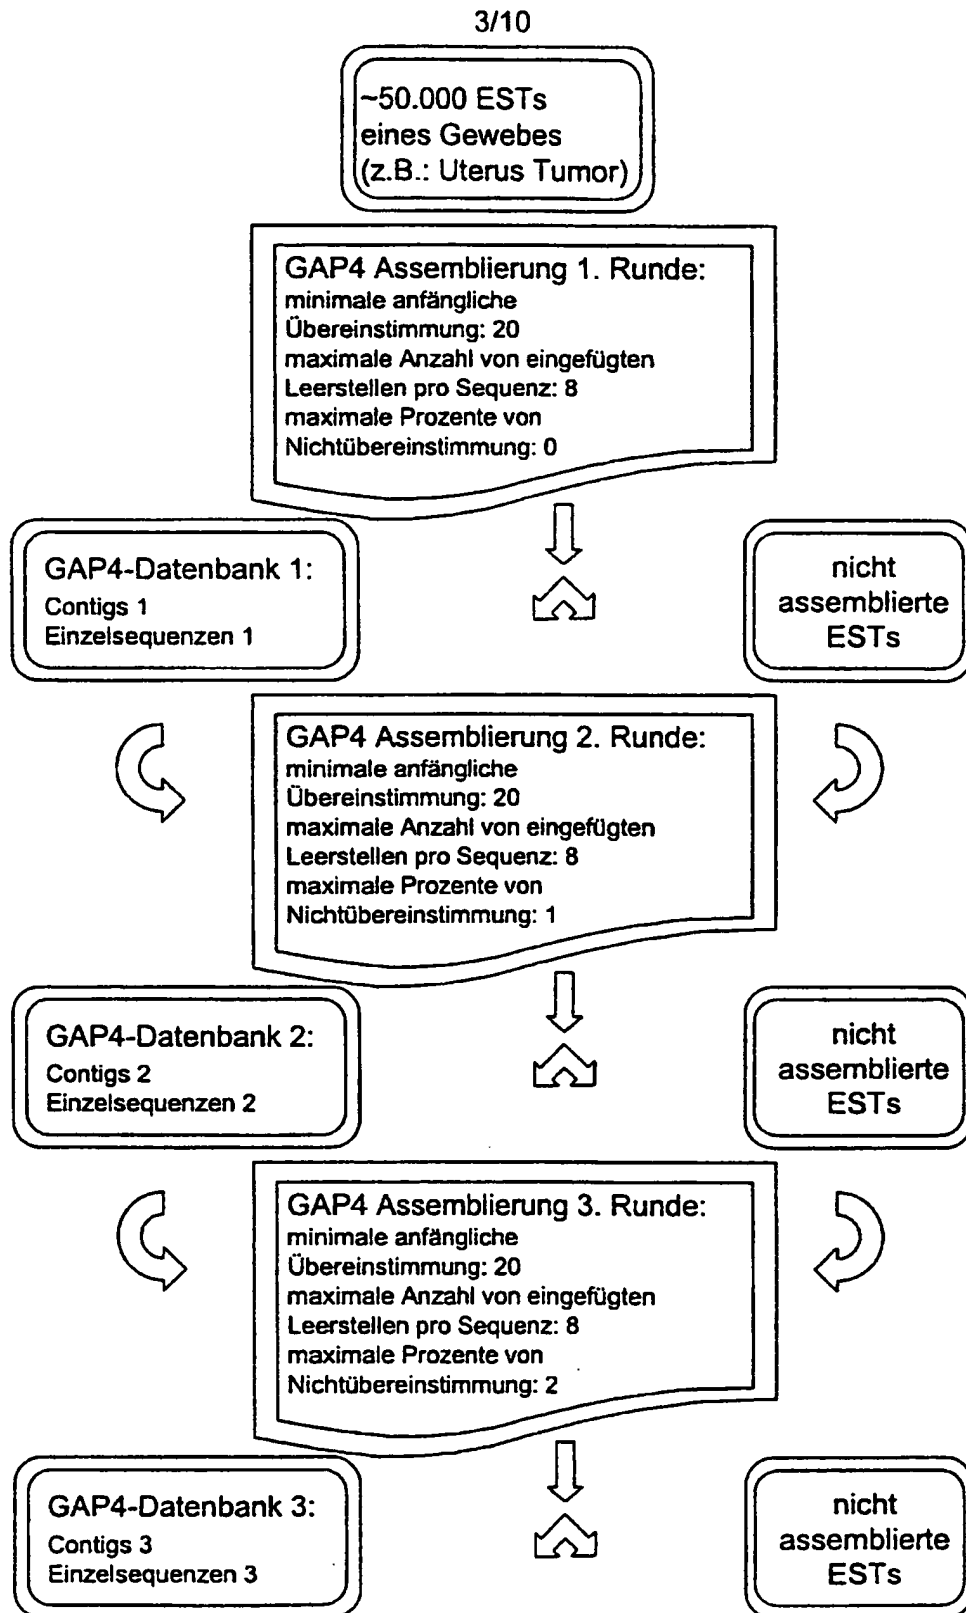 3/10
~50.000 ESTs
eines Gewebes
(z.B.: Uterus Tumor)
GAP4 Assemblierung 1. Runde:
minimale anfängliche
Übereinstimmung: 20
maximale Anzahl von eingefügten
Leerstellen pro Sequenz: 8
maximale Prozente von
Nichtübereinstimmung: 0
GAP4-Datenbank 1:
Contigs 1
Einzelsequenzen 1
nicht
assemblierte
ESTs
GAP4 Assemblierung 2. Runde:
minimale anfängliche
Übereinstimmung: 20
maximale Anzahl von eingefügten
Leerstellen pro Sequenz: 8
maximale Prozente von
Nichtübereinstimmung: 1
GAP4-Datenbank 2:
Contigs 2
Einzelsequenzen 2
nicht
assemblierte
ESTs
GAP4 Assemblierung 3. Runde:
minimale anfängliche
Übereinstimmung: 20
maximale Anzahl von eingefügten
Leerstellen pro Sequenz: 8
maximale Prozente von
Nichtübereinstimmung: 2
GAP4-Datenbank 3:
Contigs 3
Einzelsequenzen 3
nicht
assemblierte
ESTs